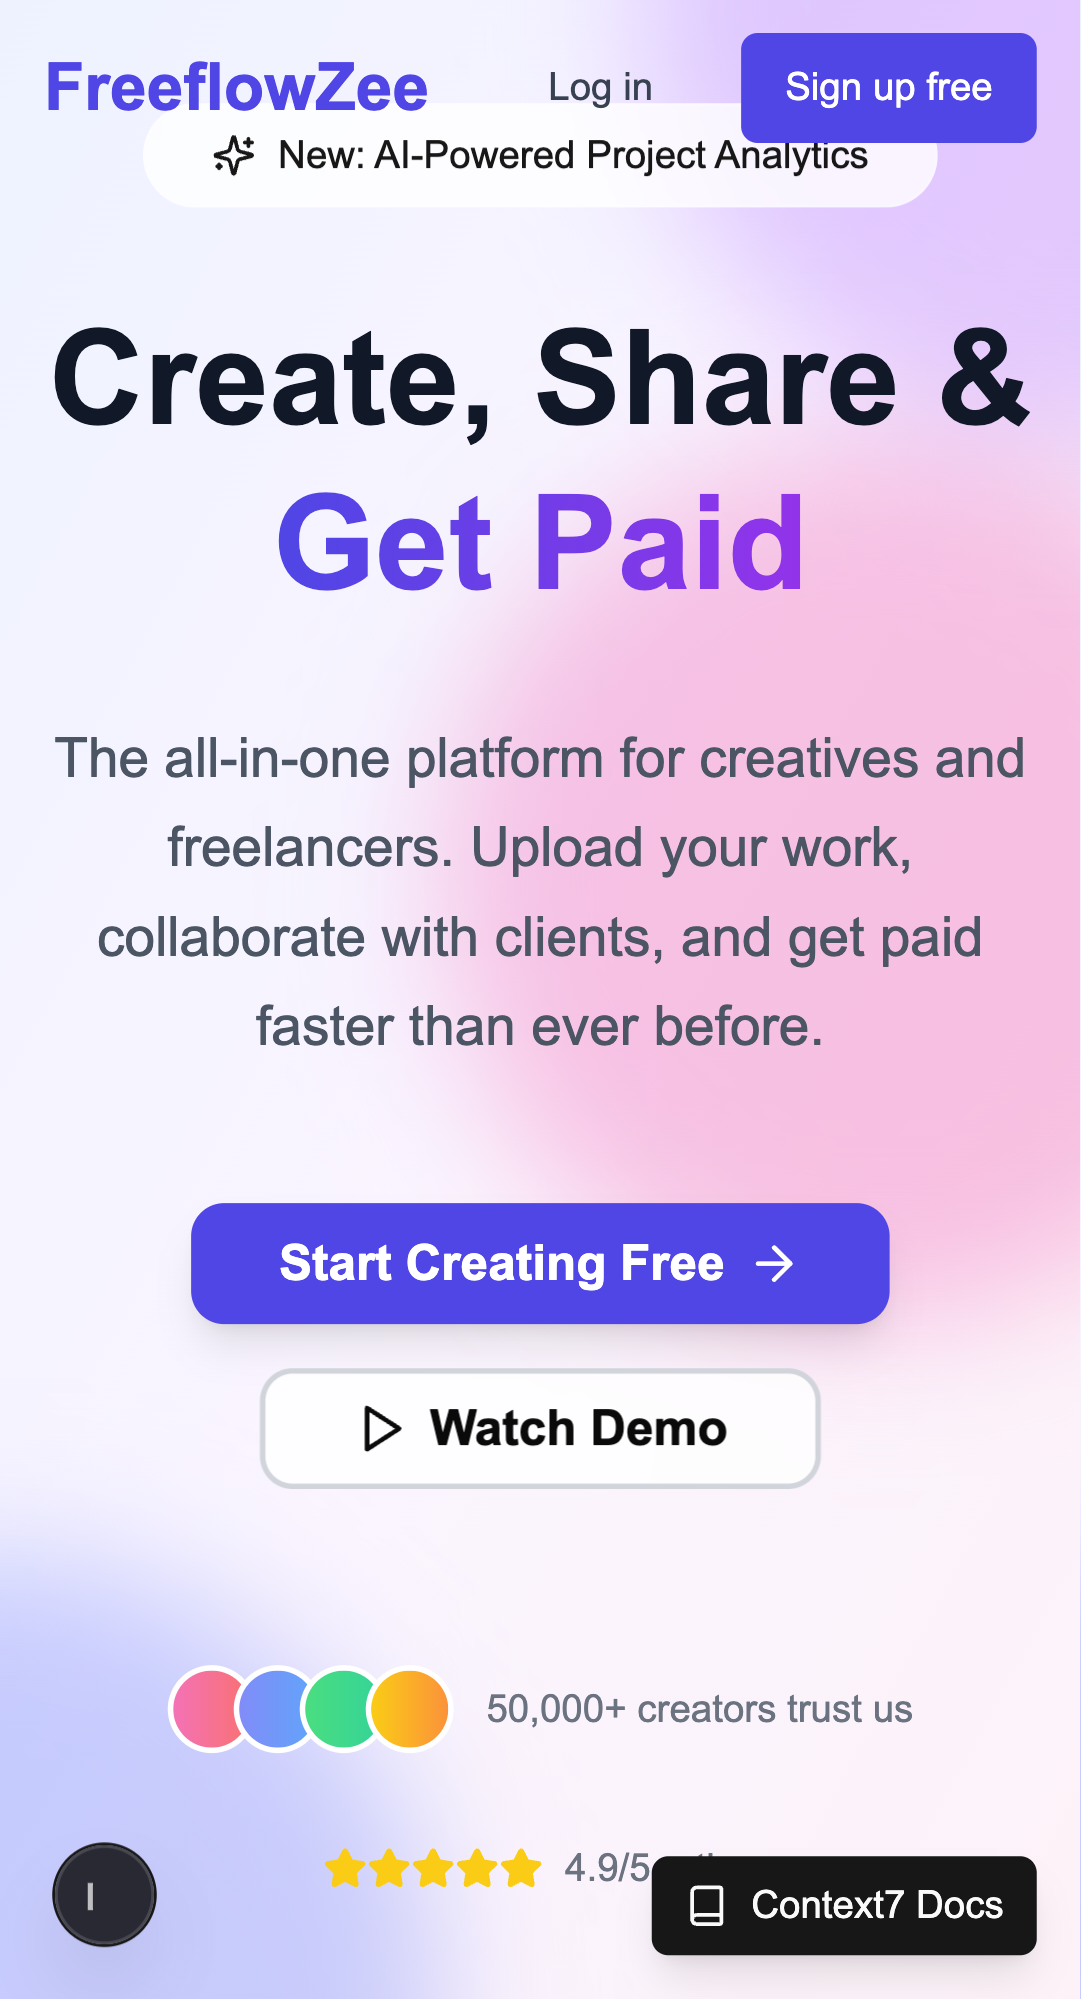 FreeflowZee
Log in
Sign up free
New: AI-Powered Project Analytics
Create, Share &
Get Paid
The all-in-one platform for creatives and
freelancers. Upload your work,
collaborate with clients, and get paid
faster than ever before.
Start Creating Free
Watch Demo
50,000+ creators trust us
4.9/5
Context7 Docs